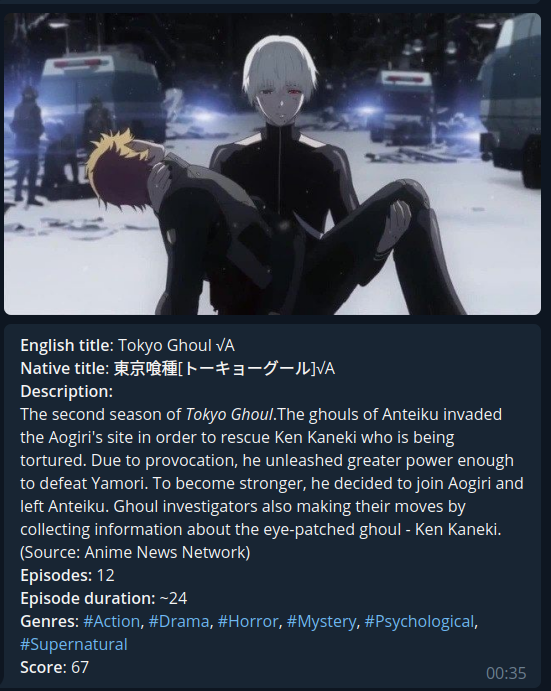 English title: Tokyo Ghoul √A
Native title: 東京喰種[トーキョーグール]√A
Description:
The second season of Tokyo Ghoul.The ghouls of Anteiku invaded
the Aogiri's site in order to rescue Ken Kaneki who is being
tortured. Due to provocation, he unleashed greater power enough
to defeat Yamori. To become stronger, he decided to join Aogiri and
left Anteiku. Ghoul investigators also making their moves by
collecting information about the eye-patched ghoul - Ken Kaneki.
(Source: Anime News Network)
Episodes: 12
Episode duration: ~24
Genres: #Action, #Drama, #Horror, #Mystery, #Psychological,
#Supernatural
Score: 67
00:35